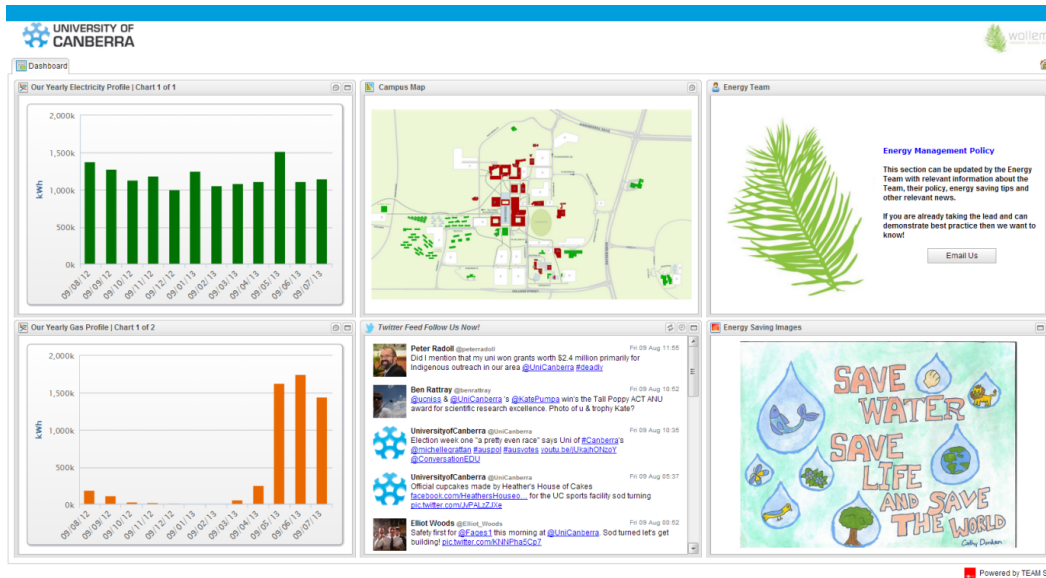 UNIVERSITY OF
CANBERRA
wollem
Dashboard
Our Yearly Electricity Profile | Chart 1 of 1
2,000k
1,500k
1,000k
500k
0k
kWh
09/08/12 09/09/12 09/10/12 09/11/12 09/12/12 09/01/13 09/02/13 09/03/13 09/04/13 09/05/13 09/06/13 09/07/13
Campus Map
Energy Team
Energy Management Policy
This section can be updated by the Energy
Team with relevant information about the
Team, their policy, energy saving tips and
other relevant news.
If you are already taking the lead and can
demonstrate best practice then we want to
know!
Email Us
Our Yearly Gas Profile | Chart 1 of 2
2,000k
1,500k
1,000k
500k
0k
kWh
09/08/12 09/09/12 09/10/12 09/11/12 09/12/12 09/01/13 09/02/13 09/03/13 09/04/13 09/05/13 09/06/13 09/07/13
Twitter Feed Follow Us Now!
Peter Radoll @peterradoll Fri 09 Aug 11:56
Did I mention that my uni won grants worth $2.4 million primarily for
Indigenous outreach in our area @UniCanberra #deadly
Ben Rattray @benrattray Fri 09 Aug 10:52
@ucniss & @UniCanberra 's @KatePumpa win's the Tall Poppy ACT ANU
award for scientific research excellence. Photo of u & trophy Kate?
UniversityofCanberra @UniCanberra Fri 09 Aug 10:36
Election week one "a pretty even race" says Uni of #Canberra's
@michellegrattan #auspol #ausvotes
@ConversationEDU
UniversityofCanberra @UniCanberra Fri 09 Aug 05:37
Official cupcakes made by Heather's House of Cakes
facebook.com/HeathersHouseo... for the UC sports facility sod turning
pic.twitter.com/JvPALzZJXe
Elliot Woods @Elliot_Woods Fri 09 Aug 00:52
Safety first for @Fages1 this morning at @UniCanberra. Sod turned let's get
building! pic.twitter.com/KNNPha5Cp7
Energy Saving Images
SAVE
WATER
SAVE
LIFE
AND SAVE
THE WORLD
Powered by TEAM S